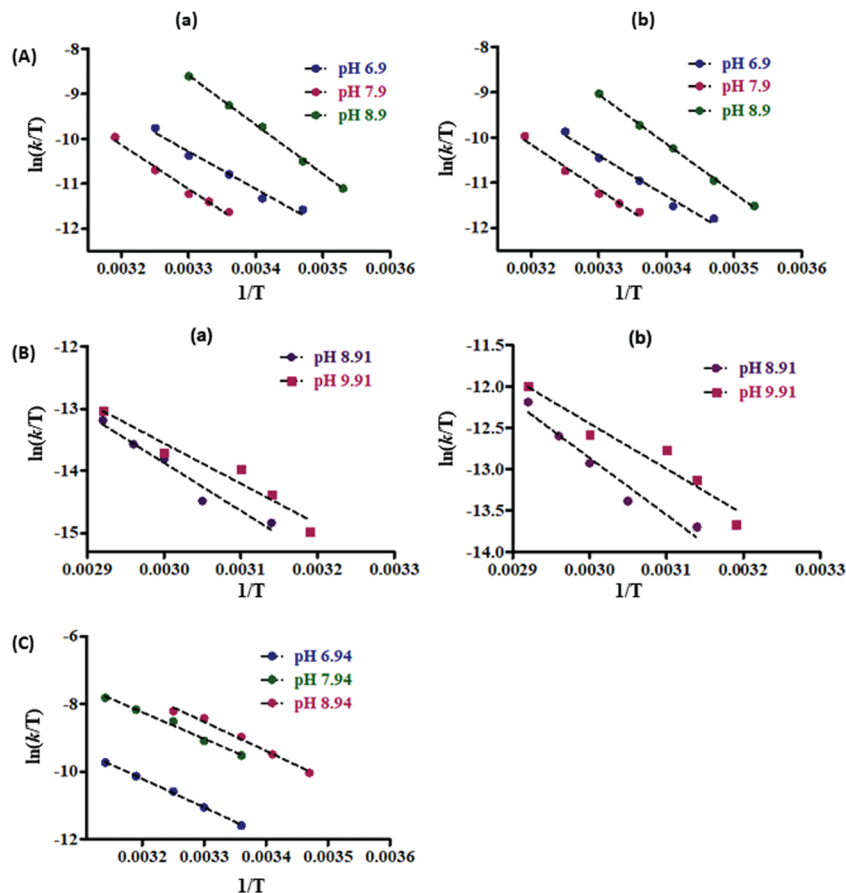 (a)
(b)
(A)
-8
-9
-10
-11
-12
ln(k/T)
pH 6.9
pH 7.9
pH 8.9
0.0032
0.0033
0.0034
0.0035
0.0036
1/T
-8
-9
-10
-11
-12
ln(k/T)
pH 6.9
pH 7.9
pH 8.9
0.0032
0.0033
0.0034
0.0035
0.0036
1/T
(B)
(a)
-12
-13
-14
-15
ln(k/T)
pH 8.91
pH 9.91
0.0029
0.0030
0.0031
0.0032
0.0033
1/T
(b)
-11.5
-12.0
-12.5
-13.0
-13.5
-14.0
ln(k/T)
pH 8.91
pH 9.91
0.0029
0.0030
0.0031
0.0032
0.0033
1/T
(C)
-6
-8
-10
-12
ln(k/T)
pH 6.94
pH 7.94
pH 8.94
0.0032
0.0033
0.0034
0.0035
0.0036
1/T